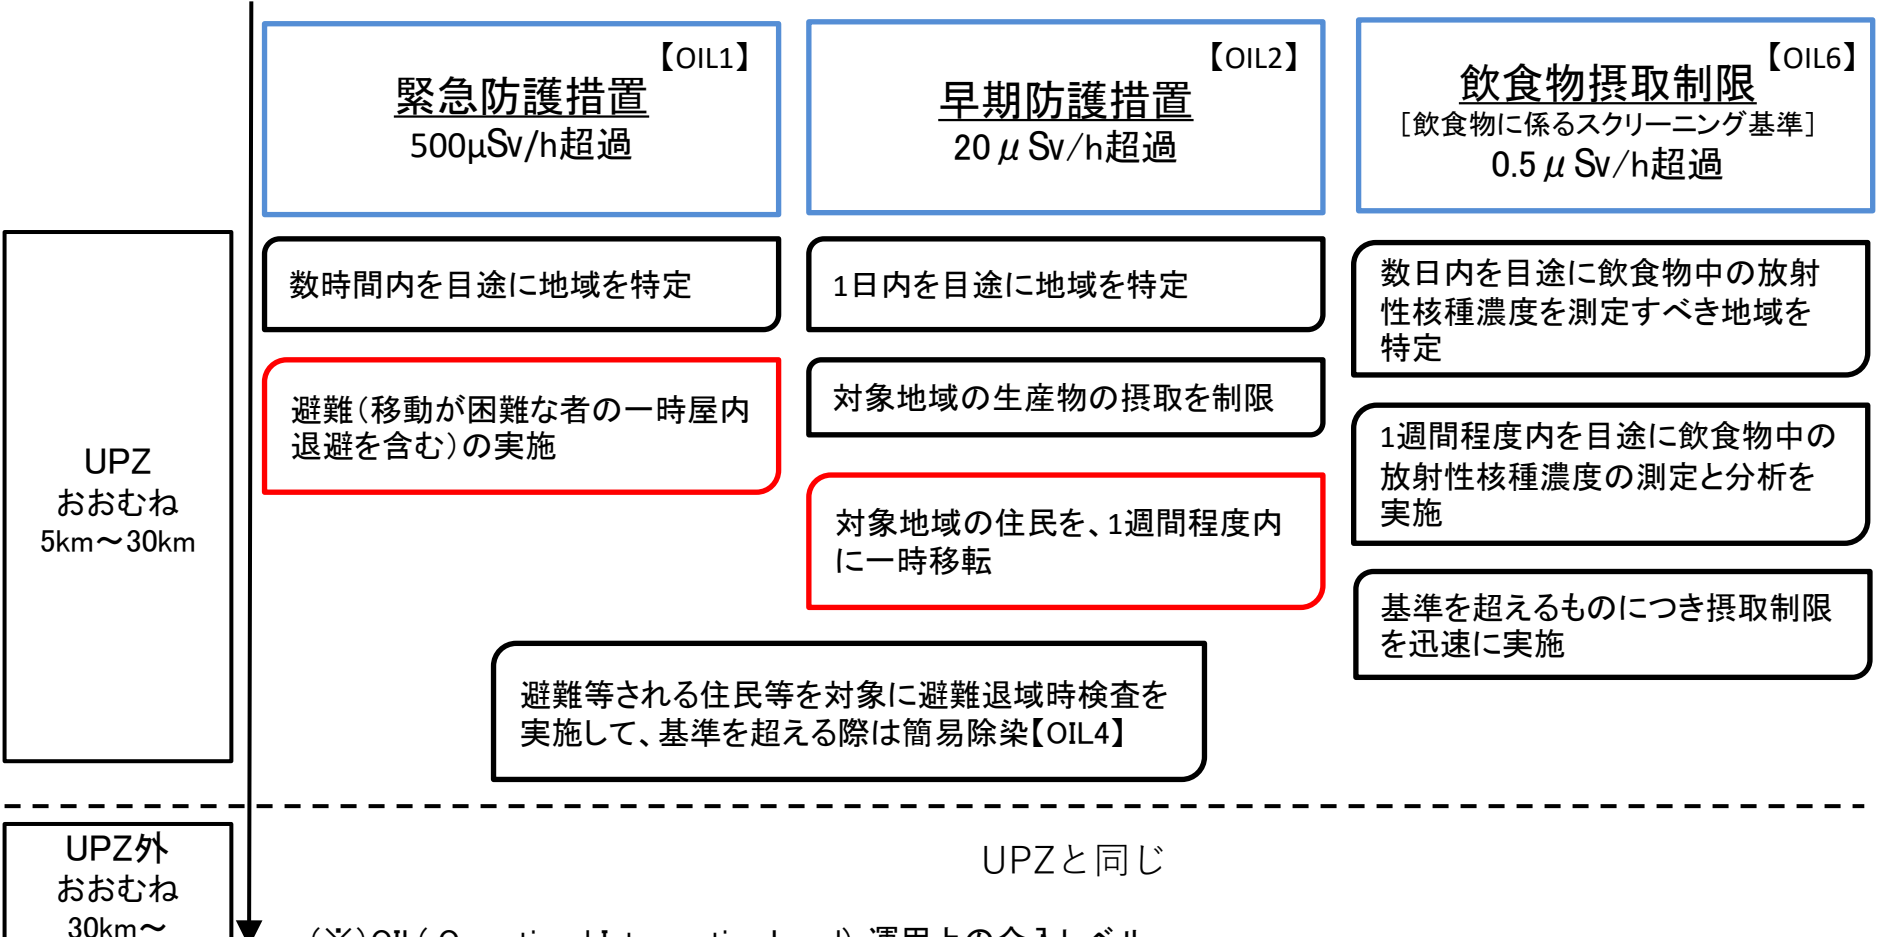 【OIL1】
緊急防護措置
500μSv/h超過
【OIL2】
早期防護措置
20μSv/h超過
【OIL6】
飲食物摂取制限
[飲食物に係るスクリーニング基準]
0.5μSv/h超過
UPZ
おおむね
5km～30km
数時間内を目途に地域を特定
避難(移動が困難な者の一時屋内
退避を含む)の実施
1日内を目途に地域を特定
対象地域の生産物の摂取を制限
対象地域の住民を、1週間程度内
に一時移転
数日内を目途に飲食物中の放射
性核種濃度を測定すべき地域を
特定
1週間程度内を目途に飲食物中の
放射性核種濃度の測定と分析を
実施
基準を超えるものにつき摂取制限
を迅速に実施
避難等される住民等を対象に避難退域時検査を
実施して、基準を超える際は簡易除染【OIL4】
UPZ外
おおむね
30km～
UPZと同じ
(※)OIL( Operational Intervention Level):運用上の介入レベル